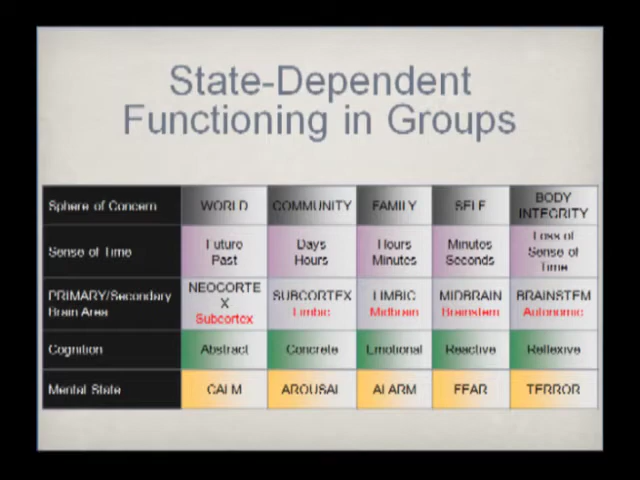 State-Dependent
Functioning in Groups
Sphere of Concern WORLD COMMUNITY FAMILY SELF BODY INTEGRITY
Sense of Time Future Past Days Hours Hours Minutes Minutes Seconds Loss of Sense of Time
PRIMARY/Secondary Brain Area NEOCORTE X Subcortex SUBCORTEX Limbic LIMBIC Midbrain MIDBRAIN Brainstem BRAINSTEM Autonomic
Cognition Abstract Concrete Emotional Reactive Reflexive
Mental State CALM AROUSAL ALARM FEAR TERROR